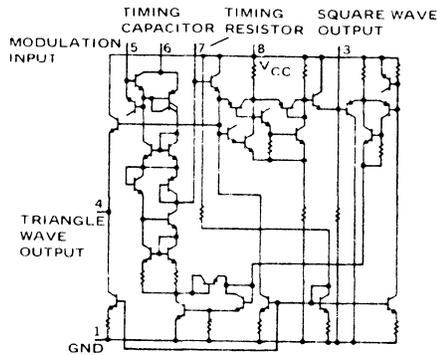 TIMING CAPACITOR
TIMING RESISTOR
SQUARE WAVE OUTPUT
MODULATION INPUT
5 6 7 8 3
VCC
4
TRIANGLE WAVE OUTPUT
1
GND